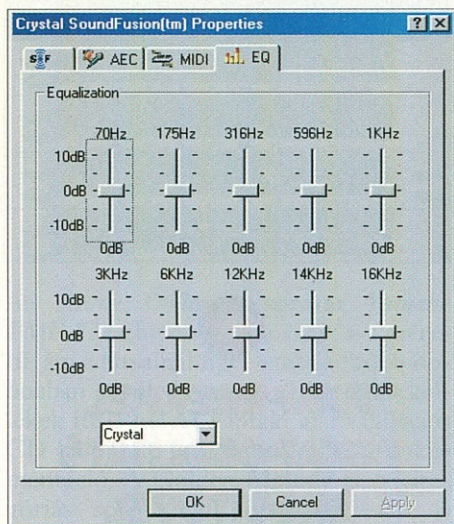 Crystal SoundFusion(tm) Properties
S F AEC MIDI EQ
Equalization
70Hz 175Hz 316Hz 596Hz 1KHz
10dB
0dB
-10dB
0dB 0dB 0dB 0dB 0dB
3KHz 6KHz 12KHz 14KHz 16KHz
10dB
0dB
-10dB
0dB 0dB 0dB 0dB 0dB
Crystal
OK Cancel Apply